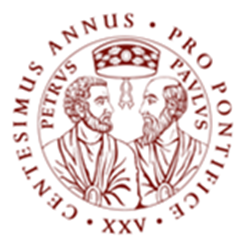 CENTESIMUS ANNUS • PRO PONTIFICE •
XXV
PETRVS
PAVLVS